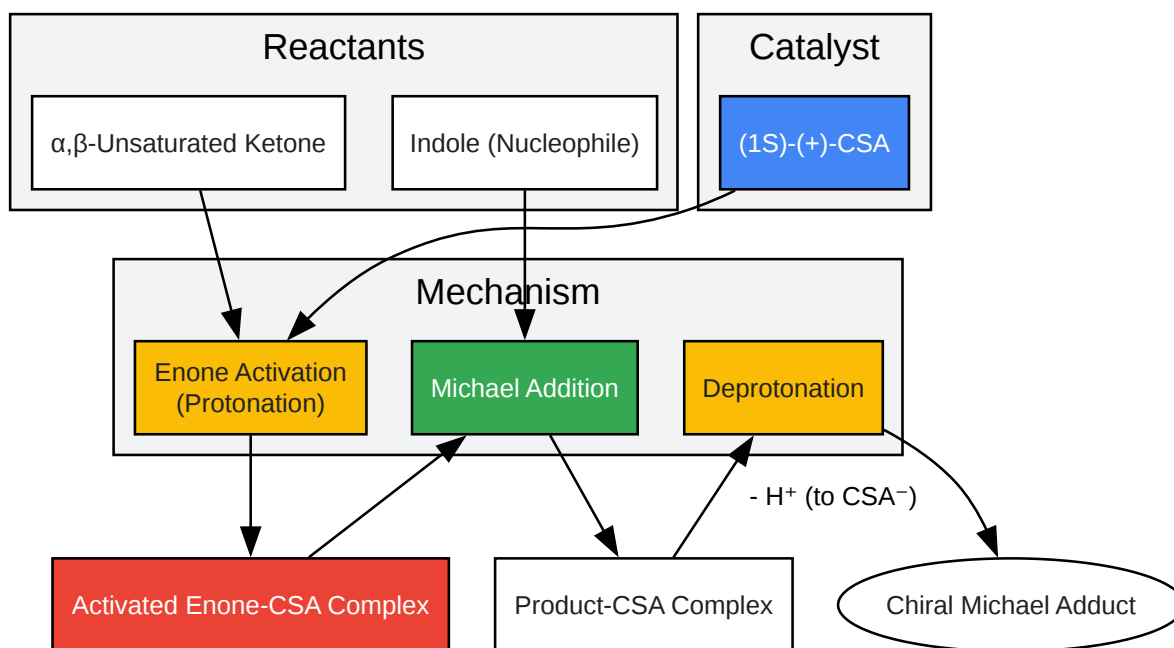 Reactants
Catalyst
α,β-Unsaturated Ketone
Indole (Nucleophile)
(1S)-(+)-CSA
Mechanism
Enone Activation
(Protonation)
Michael Addition
Deprotonation
- H⁺ (to CSA⁻)
Activated Enone-CSA Complex
Product-CSA Complex
Chiral Michael Adduct